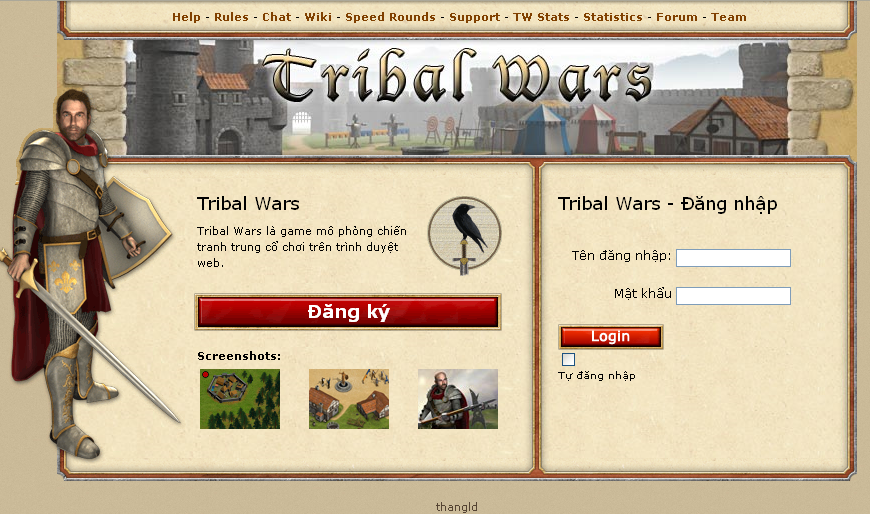 Help - Rules - Chat - Wiki - Speed Rounds - Support - TW Stats - Statistics - Forum - Team
Tribal Wars
Tribal Wars
Tribal Wars là game mô phỏng chiến
tranh trung cổ chơi trên trình duyệt
web.
Đăng ký
Screenshots:
Tribal Wars - Đăng nhập
Tên đăng nhập:
Mật khẩu
Login
Tự đăng nhập
thangld